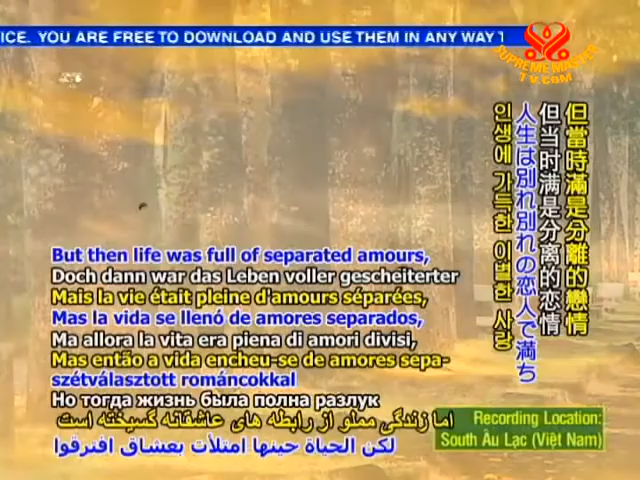 ICE. YOU ARE FREE TO DOWNLOAD AND USE THEM IN ANY WAY
SUPREME MASTER
TV.COM
但當時滿是分離的戀情
但当时满是分离的恋情
人生は別れ別れの恋人で満ち
인생에 가득한 이별한 사랑
But then life was full of separated amours,
Doch dann war das Leben voller gescheiterter
Mais la vie était pleine d'amours séparées,
Mas la vida se llenó de amores separados,
Ma allora la vita era piena di amori divisi,
Mas então a vida encheu-se de amores sepa-
szétválasztott románcokkal
Но тогда жизнь была полна разлук
اما زندگی مملو از رابطه های عاشقانه گسیخته است
لكن الحياة حينها امتلأت بعشاق افترقوا
Recording Location:
South Âu Lạc (Việt Nam)